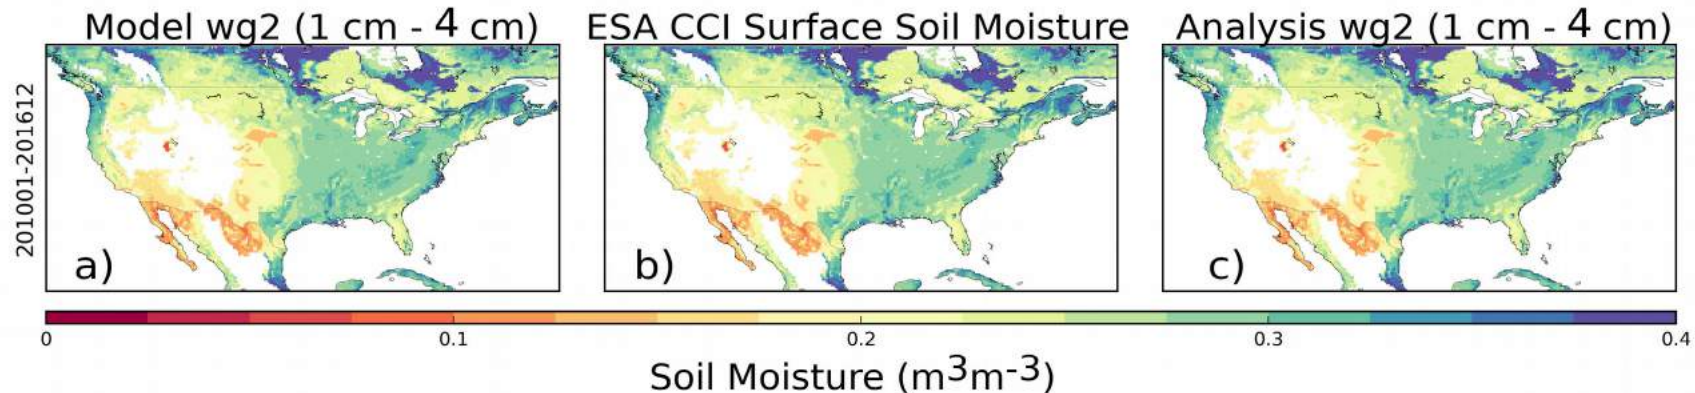 Model wg2 (1 cm - 4 cm)
ESA CCI Surface Soil Moisture
Analysis wg2 (1 cm - 4 cm)
201001-201612
a)
b)
c)
0
0.1
0.2
0.3
0.4
Soil Moisture (m³m⁻³)